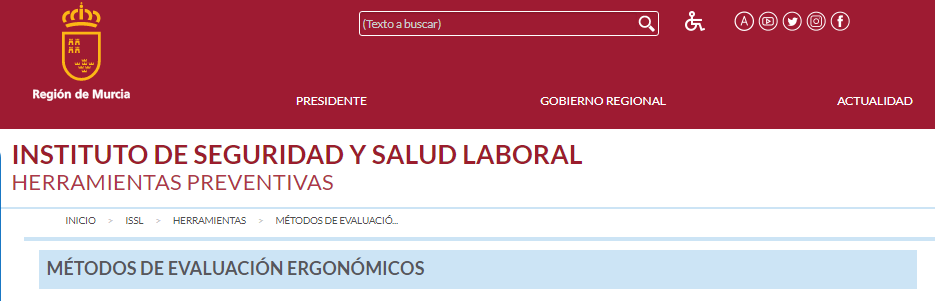 (Texto a buscar)
A
Región de Murcia
PRESIDENTE GOBIERNO REGIONAL ACTUALIDAD
INSTITUTO DE SEGURIDAD Y SALUD LABORAL
HERRAMIENTAS PREVENTIVAS
INICIO > ISSL > HERRAMIENTAS > MÉTODOS DE EVALUACIÓ...
MÉTODOS DE EVALUACIÓN ERGONÓMICOS